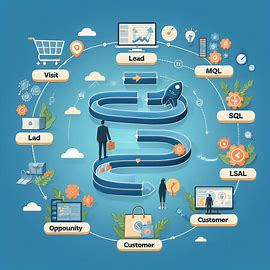 Lead
Visit
MQL
SQL
Lad
LSAL
Oppounity
Customer
Customer